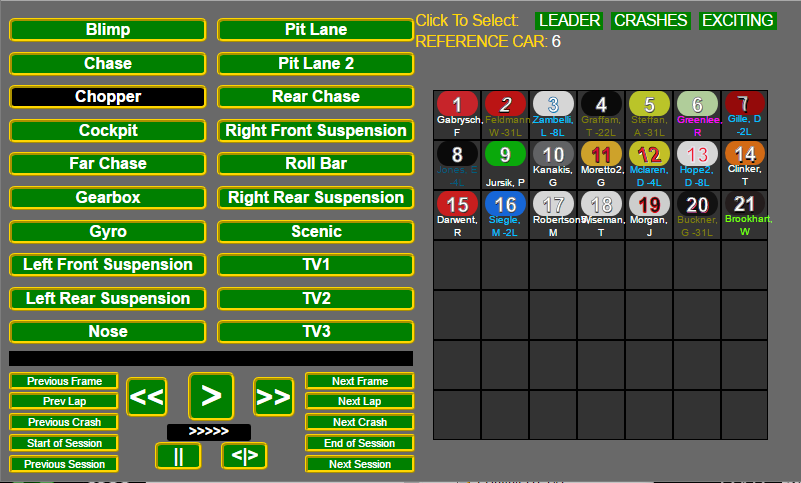 Blimp
Pit Lane
Chase
Pit Lane 2
Chopper
Rear Chase
Cockpit
Right Front Suspension
Far Chase
Roll Bar
Gearbox
Right Rear Suspension
Gyro
Scenic
Left Front Suspension
TV1
Left Rear Suspension
TV2
Nose
TV3
Previous Frame
Prev Lap
Previous Crash
Start of Session
Previous Session
<<
>
>>
>>>>>
||
<|>
Next Frame
Next Lap
Next Crash
End of Session
Next Session
Click To Select: LEADER CRASHES EXCITING
REFERENCE CAR: 6
1 2 3 4 5 6 7
Gabrysch, Feldmann Zambelli, Graffam, Steffan, Greenlee, Gille, D
F W -31L L -8L T -22L A -31L R -2L
8 9 10 11 12 13 14
Jones, E Jursik, P Kanakis, Moretto2, Mclaren, Hope2, Clinker,
-4L G G D -4L D -8L T
15 16 17 18 19 20 21
Darwent, Siegle, Robertson Wiseman, Morgan, Buckner, Brookhart,
R M -2L M T J G -31L W